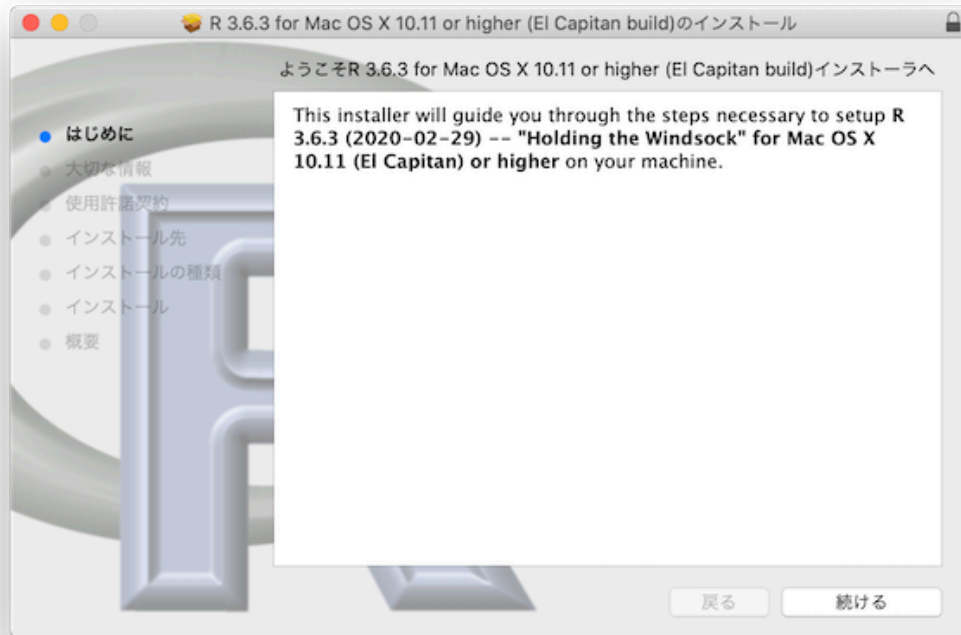 R 3.6.3 for Mac OS X 10.11 or higher (El Capitan build)のインストール
ようこそR 3.6.3 for Mac OS X 10.11 or higher (El Capitan build)インストーラへ
はじめに
大切な情報
使用許諾契約
インストール先
インストールの種類
インストール
概要
This installer will guide you through the steps necessary to setup R
3.6.3 (2020-02-29) -- "Holding the Windsock" for Mac OS X
10.11 (El Capitan) or higher on your machine.
戻る
続ける